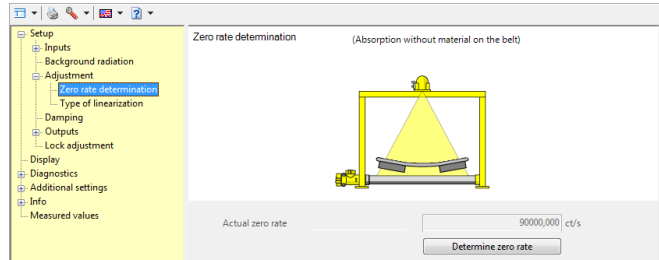 Setup
Inputs
Background radiation
Adjustment
Zero rate determination
Type of linearization
Damping
Outputs
Lock adjustment
Display
Diagnostics
Additional settings
Info
Measured values
Zero rate determination
(Absorption without material on the belt)
Actual zero rate 90000,000 ct/s
Determine zero rate